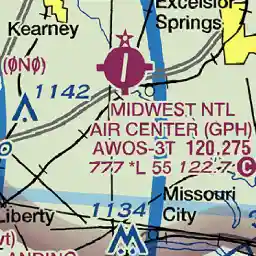 Excelsior
Springs
Kearney
(0N0)
1142
MIDWEST NTL
AIR CENTER (GPH)
AWOS-3T 120.275
777 *L 55 122.7 C
Missouri
City
Liberty
1134